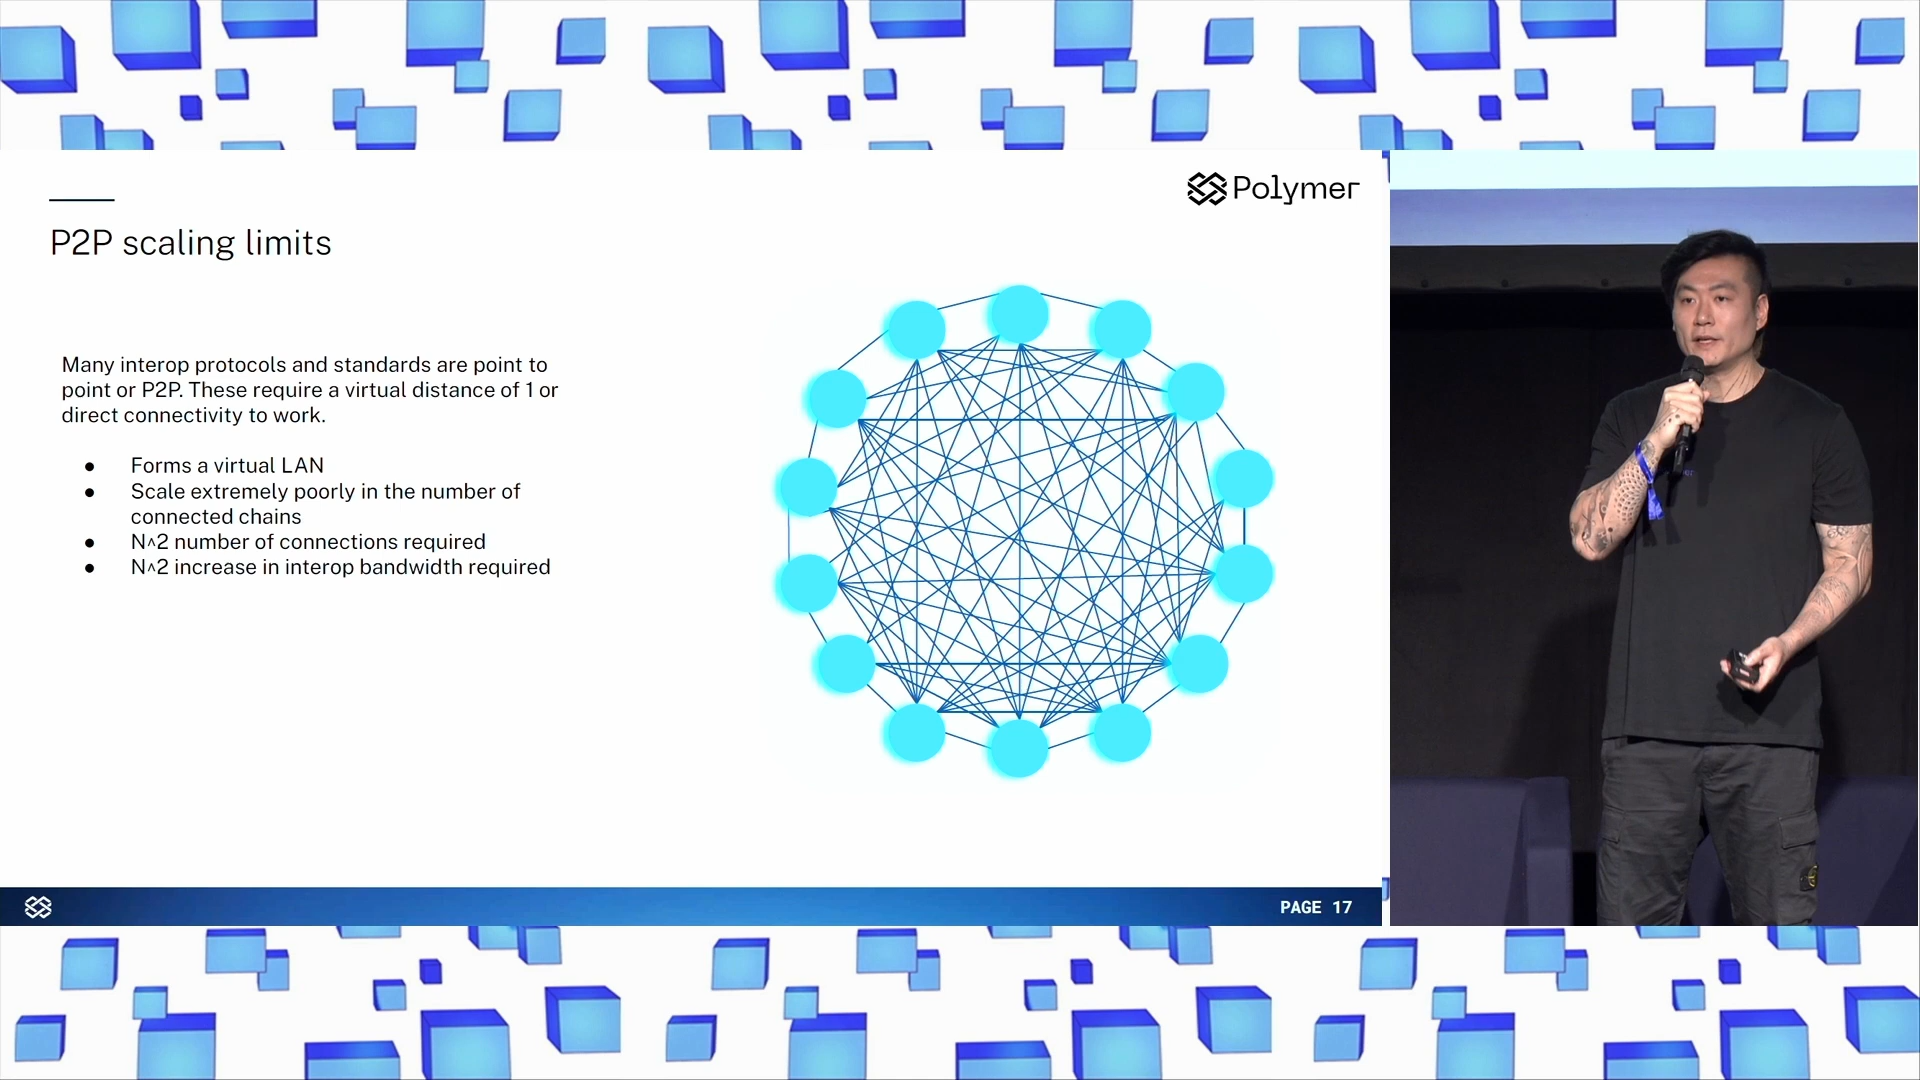 Polymer
P2P scaling limits
Many interop protocols and standards are point to
point or P2P. These require a virtual distance of 1 or
direct connectivity to work.
● Forms a virtual LAN
● Scale extremely poorly in the number of
connected chains
● N^2 number of connections required
● N^2 increase in interop bandwidth required
PAGE 17